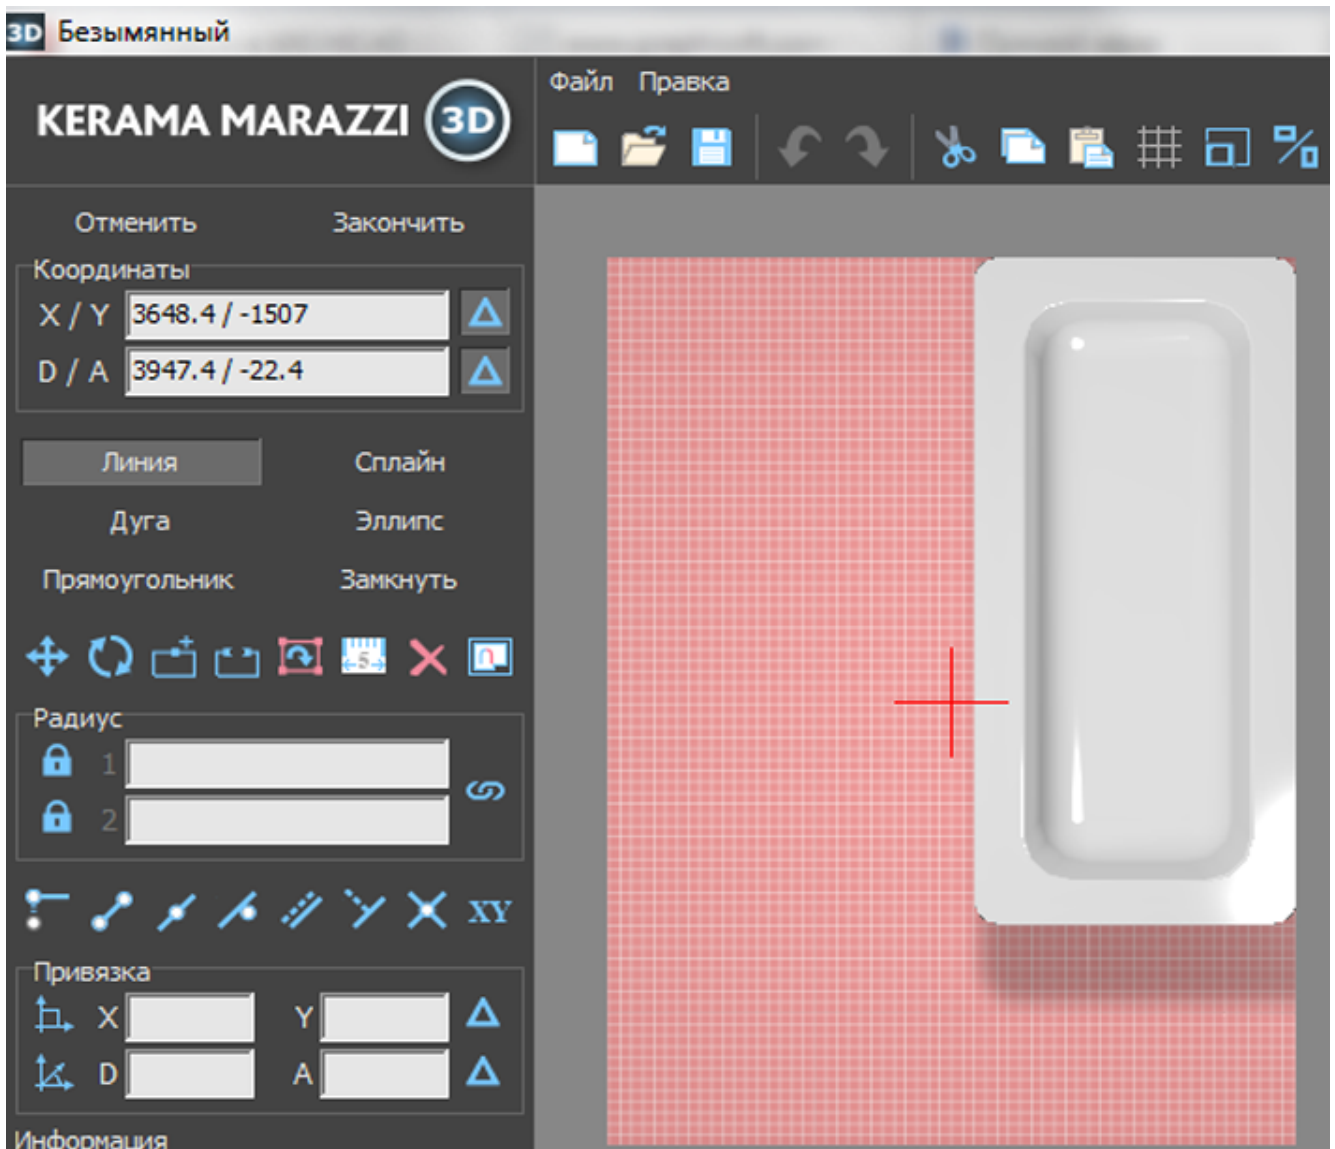 3D Безымянный
KERAMA MARAZZI 3D
Файл Правка
Отменить Закончить
Координаты
X / Y 3648.4 / -1507
D / A 3947.4 / -22.4
Линия Сплайн
Дуга Эллипс
Прямоугольник Замкнуть
5
Радиус
1
2
XY
Привязка
X Y
D A
Информация